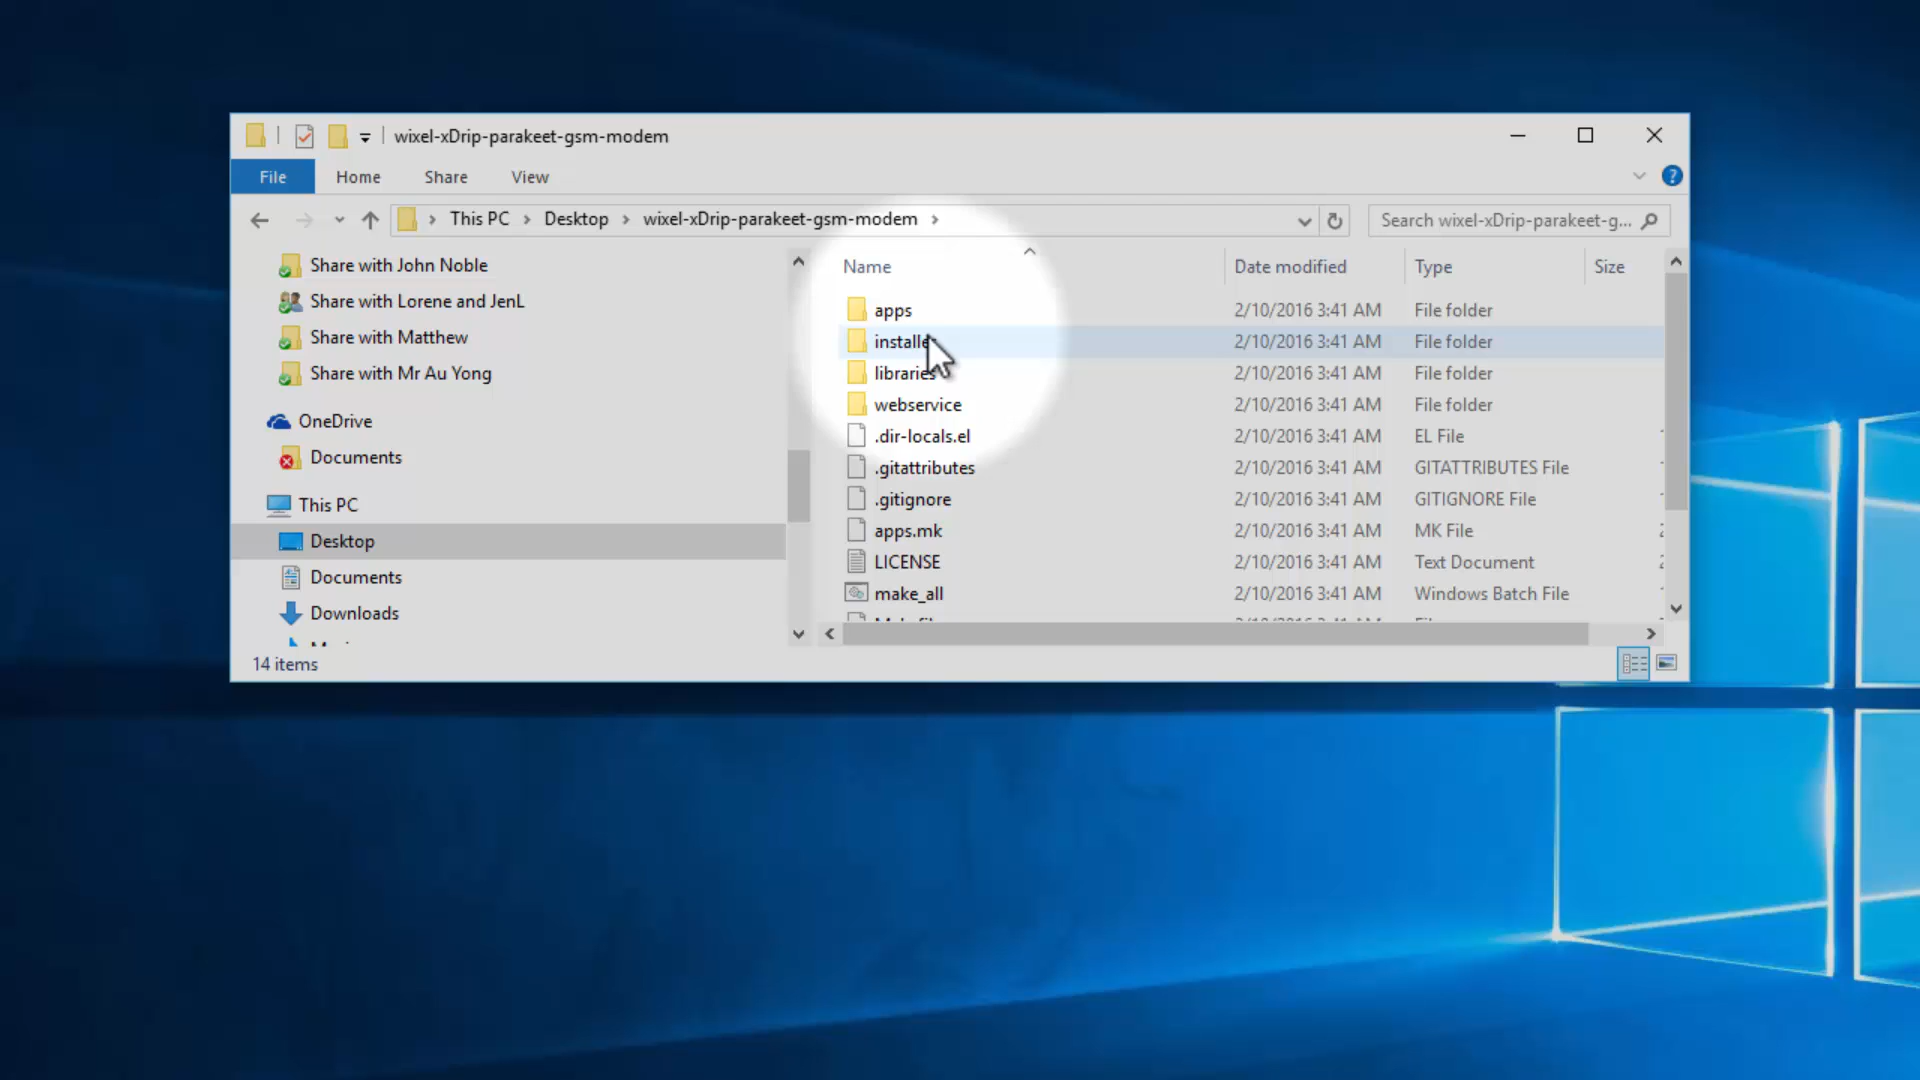 wixel-xDrip-parakeet-gsm-modem
File Home Share View
This PC Desktop wixel-xDrip-parakeet-gsm-modem
Search wixel-xDrip-parakeet-g...
Share with John Noble
Share with Lorene and JenL
Share with Matthew
Share with Mr Au Yong
OneDrive
Documents
This PC
Desktop
Documents
Downloads
Name Date modified Type Size
apps 2/10/2016 3:41 AM File folder
installer 2/10/2016 3:41 AM File folder
libraries 2/10/2016 3:41 AM File folder
webservice 2/10/2016 3:41 AM File folder
.dir-locals.el 2/10/2016 3:41 AM EL File
.gitattributes 2/10/2016 3:41 AM GITATTRIBUTES File
.gitignore 2/10/2016 3:41 AM GITIGNORE File
apps.mk 2/10/2016 3:41 AM MK File
LICENSE 2/10/2016 3:41 AM Text Document
make_all 2/10/2016 3:41 AM Windows Batch File
14 items